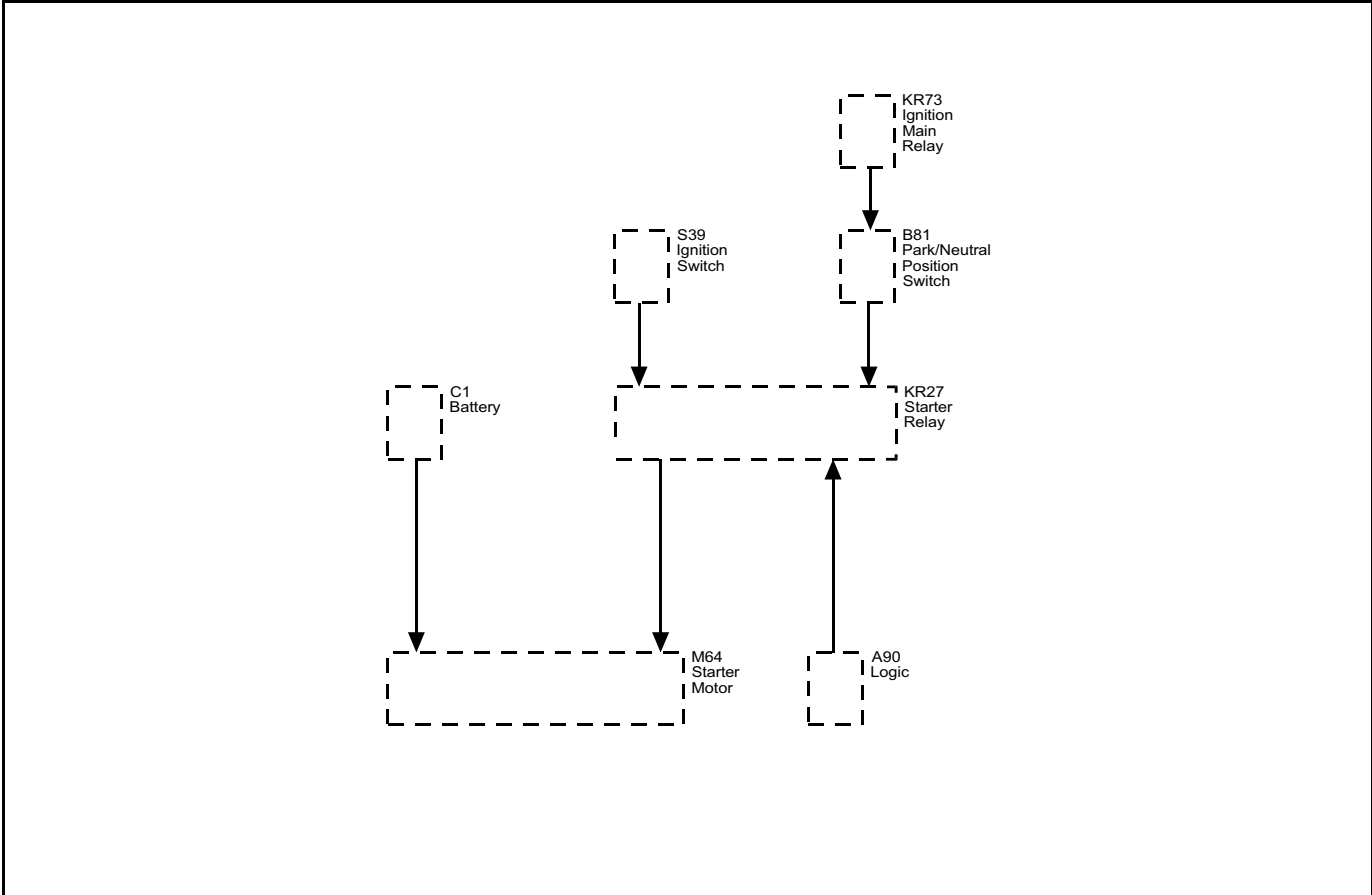 KR73
Ignition
Main
Relay
S39
Ignition
Switch
B81
Park/Neutral
Position
Switch
C1
Battery
KR27
Starter
Relay
M64
Starter
Motor
A90
Logic